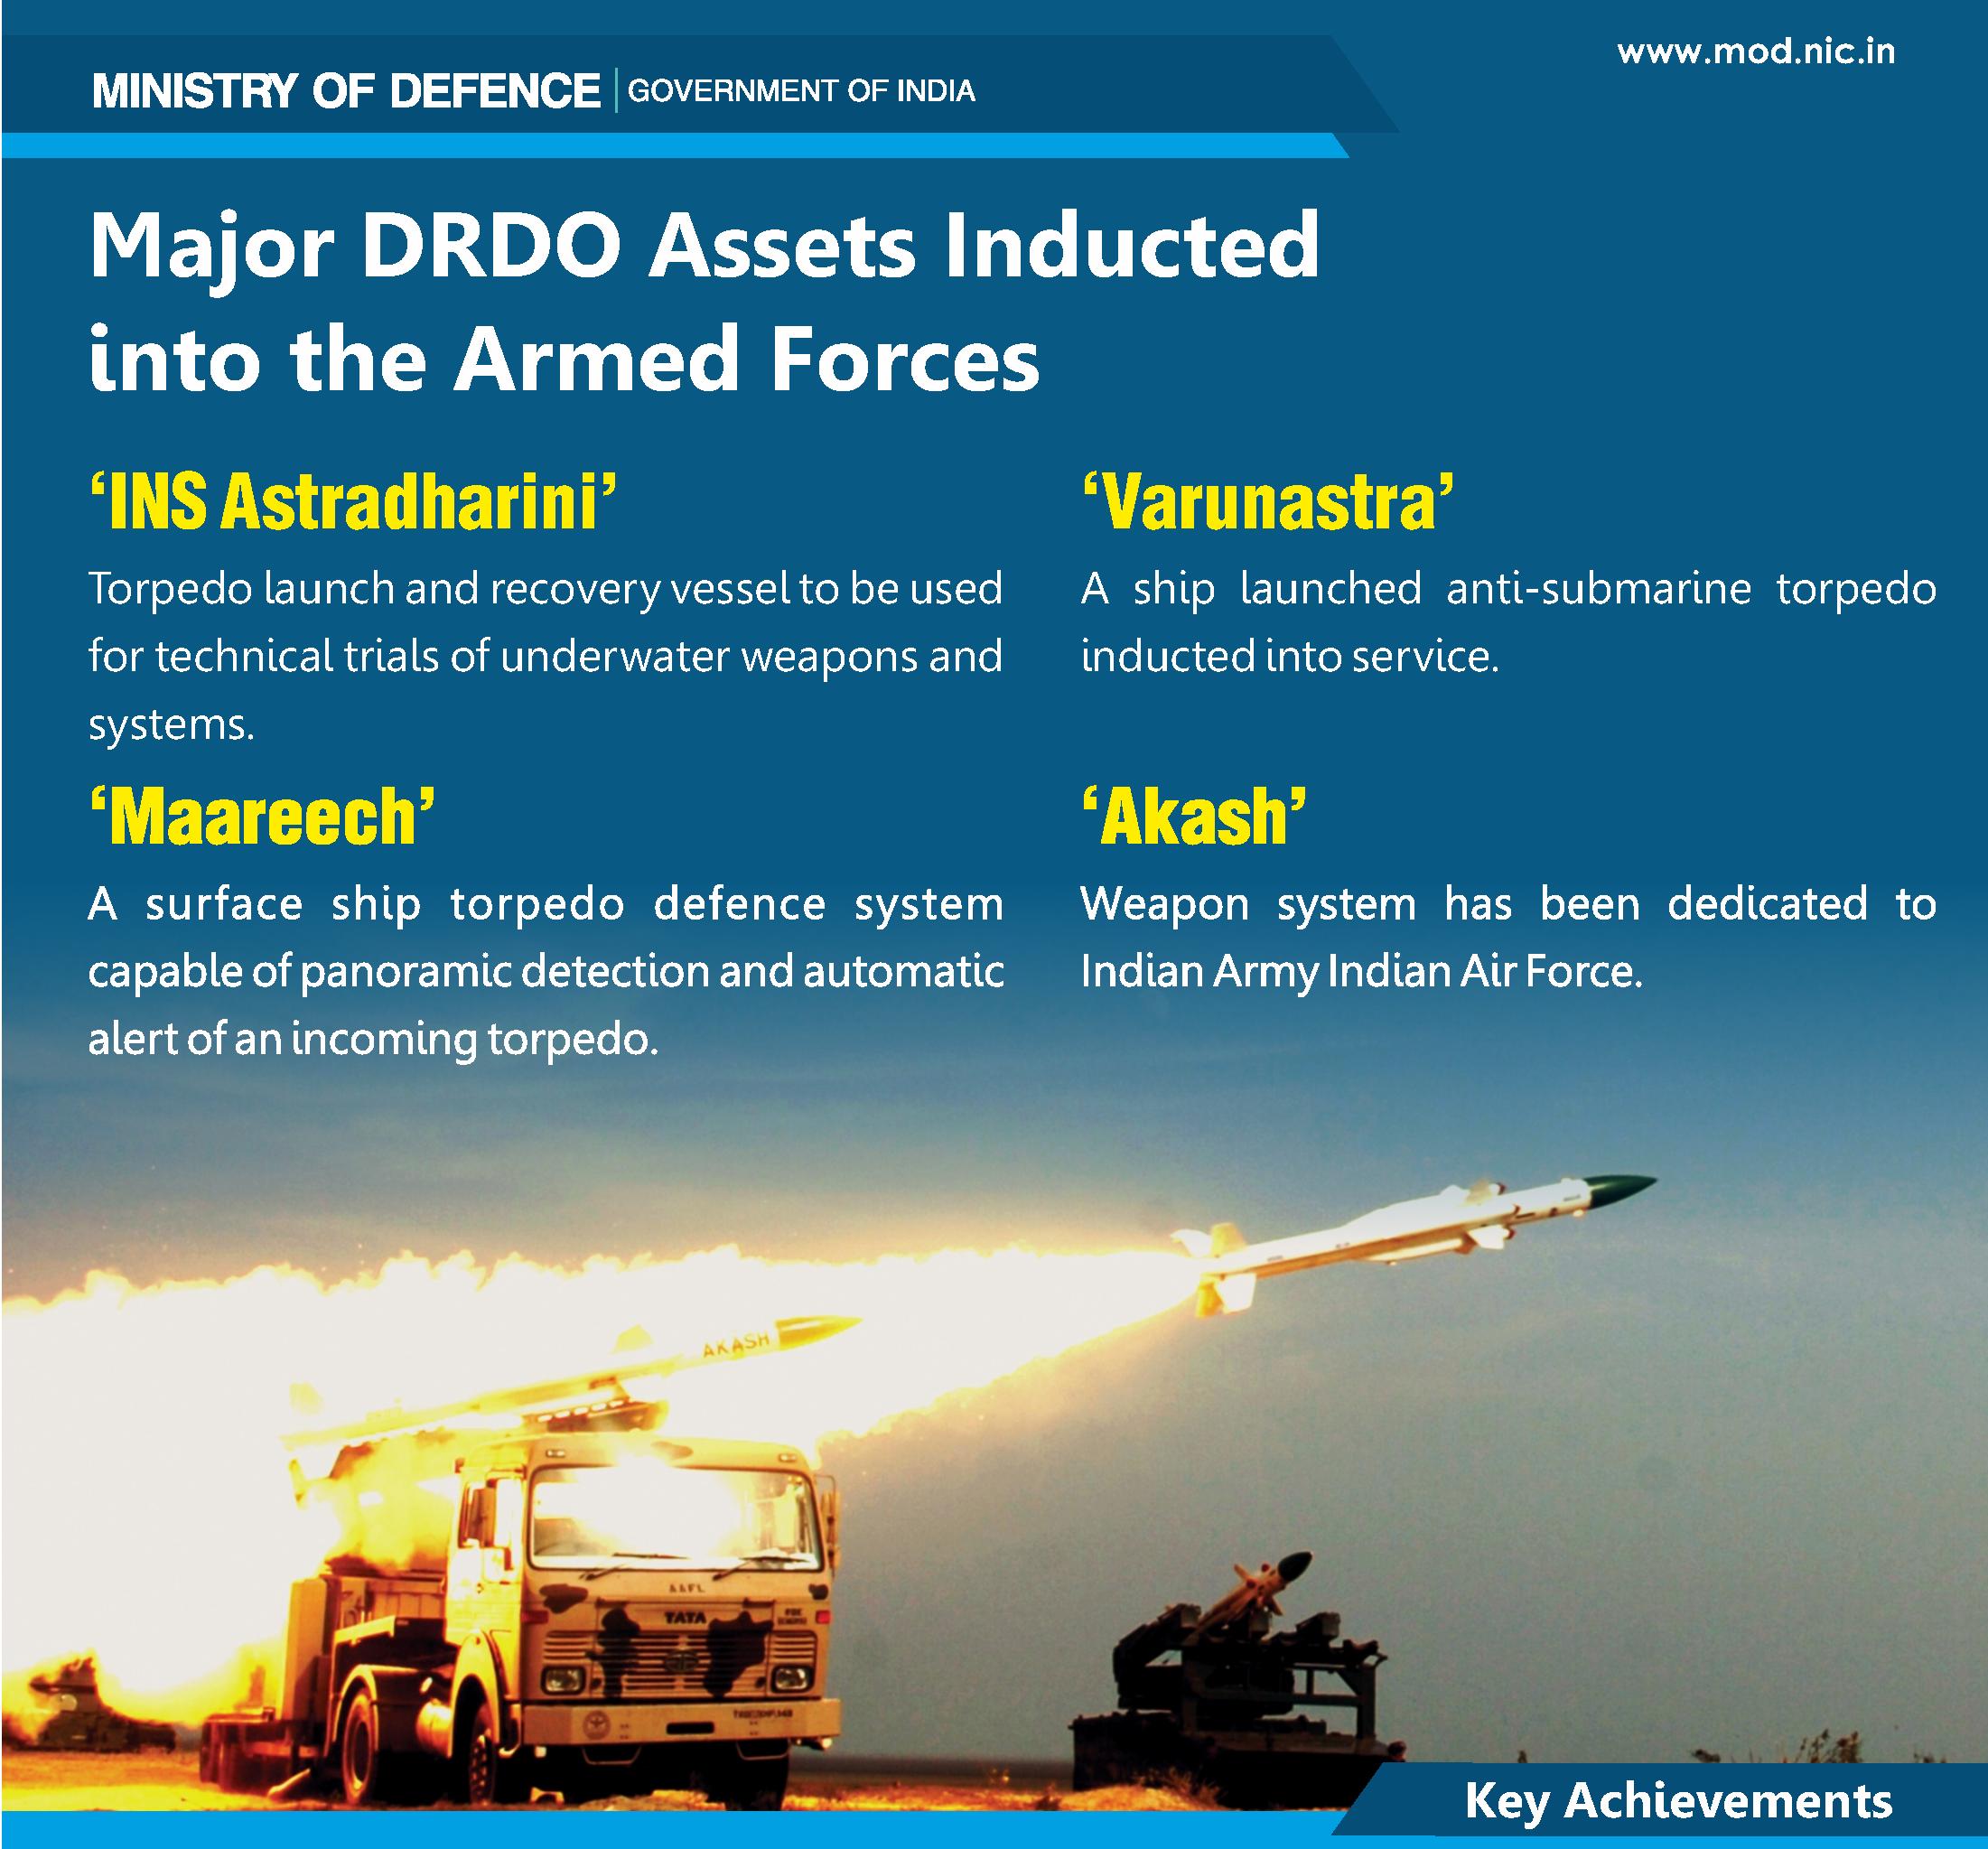 www.mod.nic.in
MINISTRY OF DEFENCE | GOVERNMENT OF INDIA
Major DRDO Assets Inducted
into the Armed Forces
‘INS Astradharini’
Torpedo launch and recovery vessel to be used
for technical trials of underwater weapons and
systems.
‘Varunastra’
A ship launched anti-submarine torpedo
inducted into service.
‘Maareech’
A surface ship torpedo defence system
capable of panoramic detection and automatic
alert of an incoming torpedo.
‘Akash’
Weapon system has been dedicated to
Indian Army Indian Air Force.
AKASH
AAFL
TATA
Key Achievements